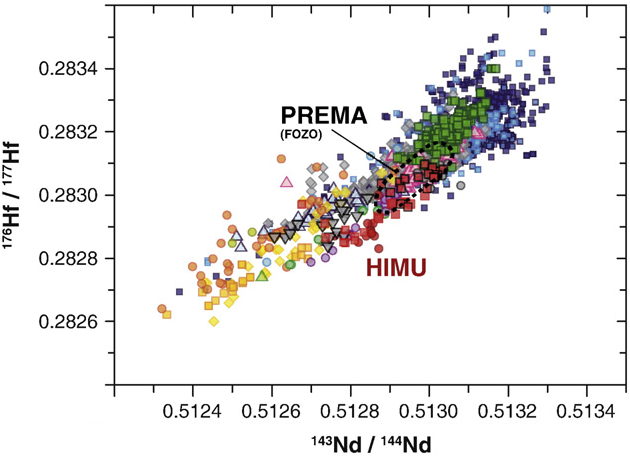 0.2834
0.2832
0.2830
0.2828
0.2826
¹⁷⁶Hf / ¹⁷⁷Hf
PREMA
(FOZO)
HIMU
0.5124 0.5126 0.5128 0.5130 0.5132 0.5134
¹⁴³Nd / ¹⁴⁴Nd